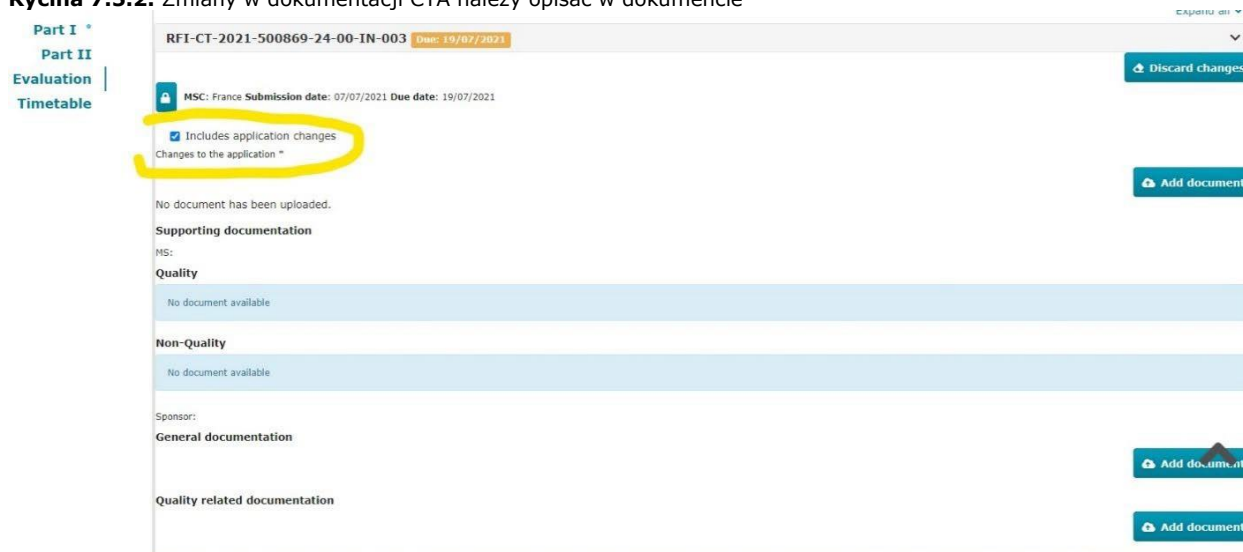 Rycina 7.5.2. Zmiany w dokumentacji CTA należy opisać w dokumencie
Expand all
Part I *
Part II
Evaluation
Timetable
RFI-CT-2021-500869-24-00-IN-003 Due: 19/07/2021
Discard changes
MSC: France Submission date: 07/07/2021 Due date: 19/07/2021
Includes application changes
Changes to the application *
Add document
No document has been uploaded.
Supporting documentation
MS:
Quality
No document available
Non-Quality
No document available
Sponsor:
General documentation
Add document
Quality related documentation
Add document